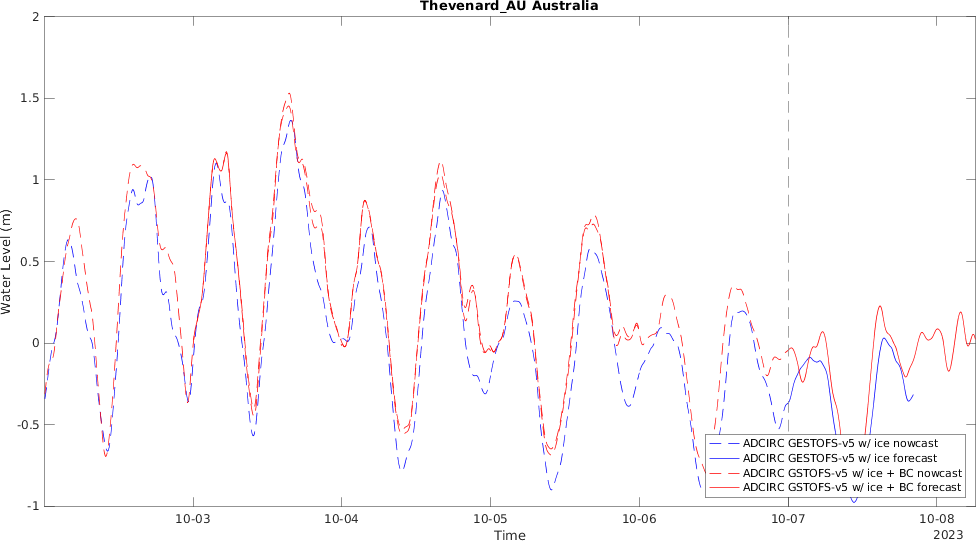 Thevenard_AU Australia
2
1.5
1
0.5
0
-0.5
-1
Water Level (m)
10-03
10-04
10-05
10-06
10-07
10-08
Time
2023
ADCIRC GESTOFS-v5 w/ ice nowcast
ADCIRC GESTOFS-v5 w/ ice forecast
ADCIRC GSTOFS-v5 w/ ice + BC nowcast
ADCIRC GSTOFS-v5 w/ ice + BC forecast